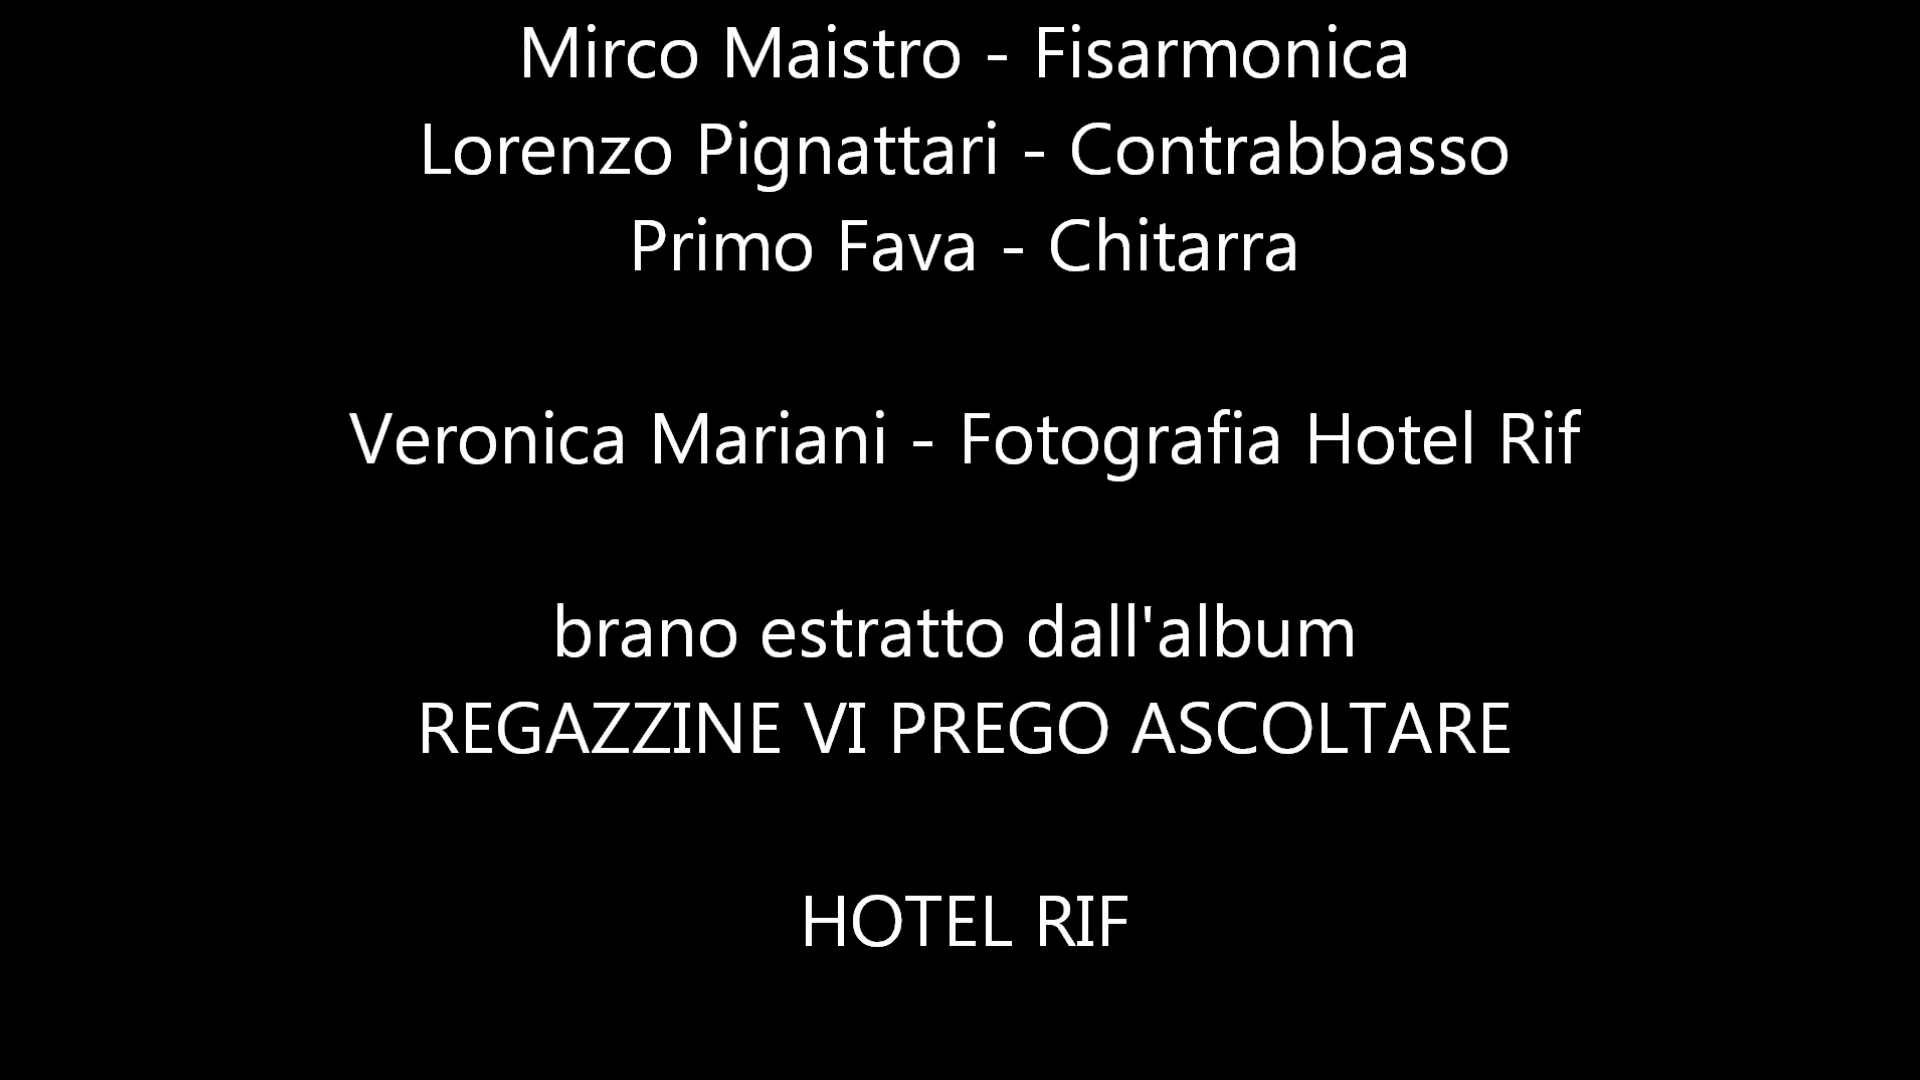 Mirco Maistro - Fisarmonica
Lorenzo Pignattari - Contrabbasso
Primo Fava - Chitarra
Veronica Mariani - Fotografia Hotel Rif
brano estratto dall'album
REGAZZINE VI PREGO ASCOLTARE
HOTEL RIF